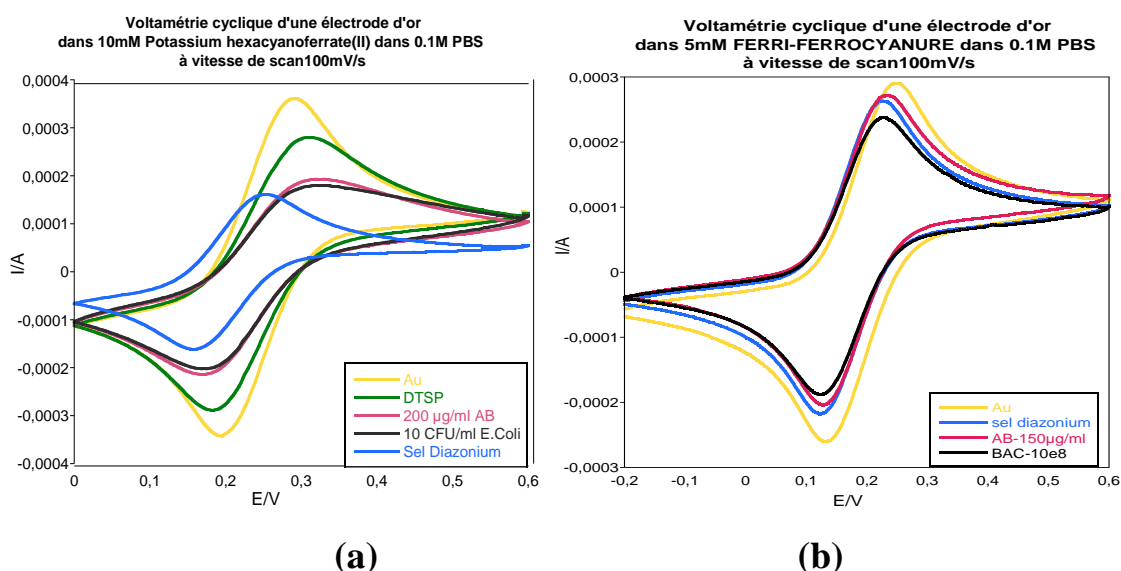 Voltamétrie cyclique d'une électrode d'or
dans 10mM Potassium hexacyanoferrate(II) dans 0.1M PBS
à vitesse de scan100mV/s
0,0004
0,0003
0,0002
0,0001
0
-0,0001
-0,0002
-0,0003
-0,0004
I/A
0
0,1
0,2
0,3
0,4
0,5
0,6
E/V
Au
DTSP
200 µg/ml AB
10 CFU/ml E.Coli
Sel Diazonium
(a)
Voltamétrie cyclique d'une électrode d'or
dans 5mM FERRI-FERROCYANURE dans 0.1M PBS
à vitesse de scan100mV/s
0,0003
0,0002
0,0001
0
-0,0001
-0,0002
-0,0003
I/A
-0,2
-0,1
0
0,1
0,2
0,3
0,4
0,5
0,6
E/V
Au
sel diazonium
AB-150µg/ml
BAC-10e8
(b)